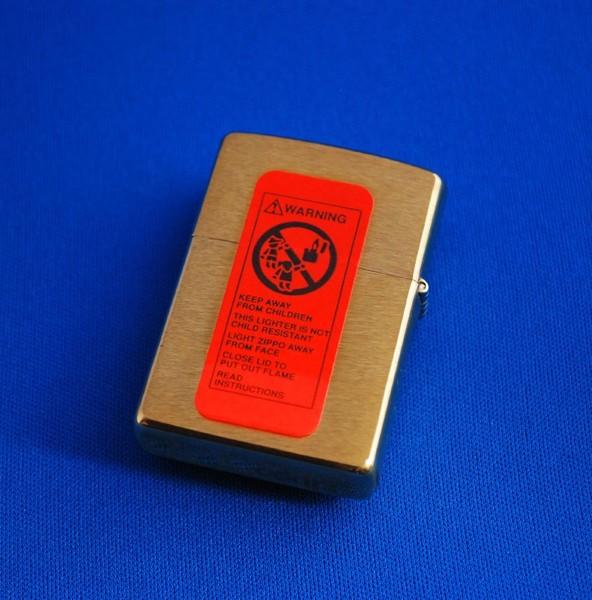 WARNING
KEEP AWAY
FROM CHILDREN
THIS LIGHTER IS NOT
CHILD RESISTANT
LIGHT ZIPPO AWAY
FROM FACE
CLOSE LID TO
PUT OUT FLAME
READ
INSTRUCTIONS